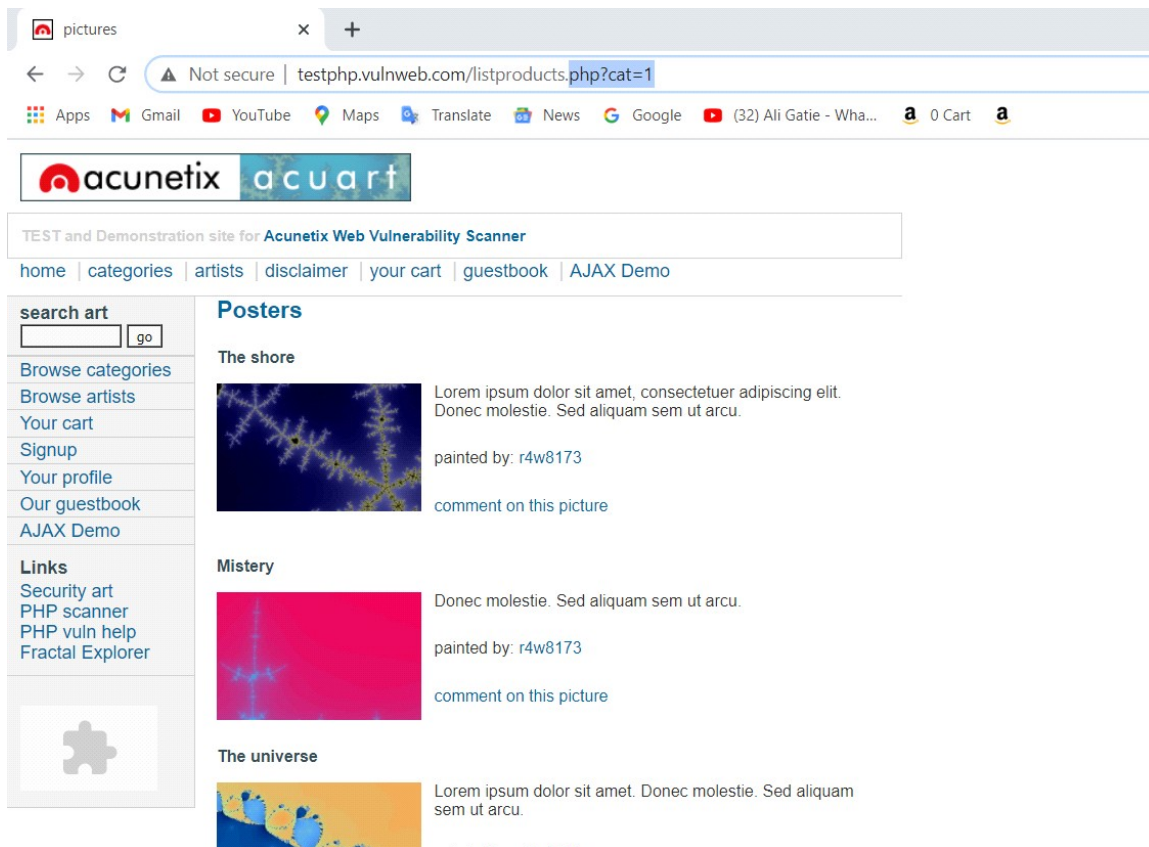 pictures
Not secure | testphp.vulnweb.com/listproducts.php?cat=1
Apps Gmail YouTube Maps Translate News Google (32) Ali Gatie - Wha... 0 Cart
acunetix acuart
TEST and Demonstration site for Acunetix Web Vulnerability Scanner
home | categories | artists | disclaimer | your cart | guestbook | AJAX Demo
search art
go
Browse categories
Browse artists
Your cart
Signup
Your profile
Our guestbook
AJAX Demo
Links
Security art
PHP scanner
PHP vuln help
Fractal Explorer
Posters
The shore
Lorem ipsum dolor sit amet, consectetuer adipiscing elit.
Donec molestie. Sed aliquam sem ut arcu.
painted by: r4w8173
comment on this picture
Mistery
Donec molestie. Sed aliquam sem ut arcu.
painted by: r4w8173
comment on this picture
The universe
Lorem ipsum dolor sit amet. Donec molestie. Sed aliquam
sem ut arcu.